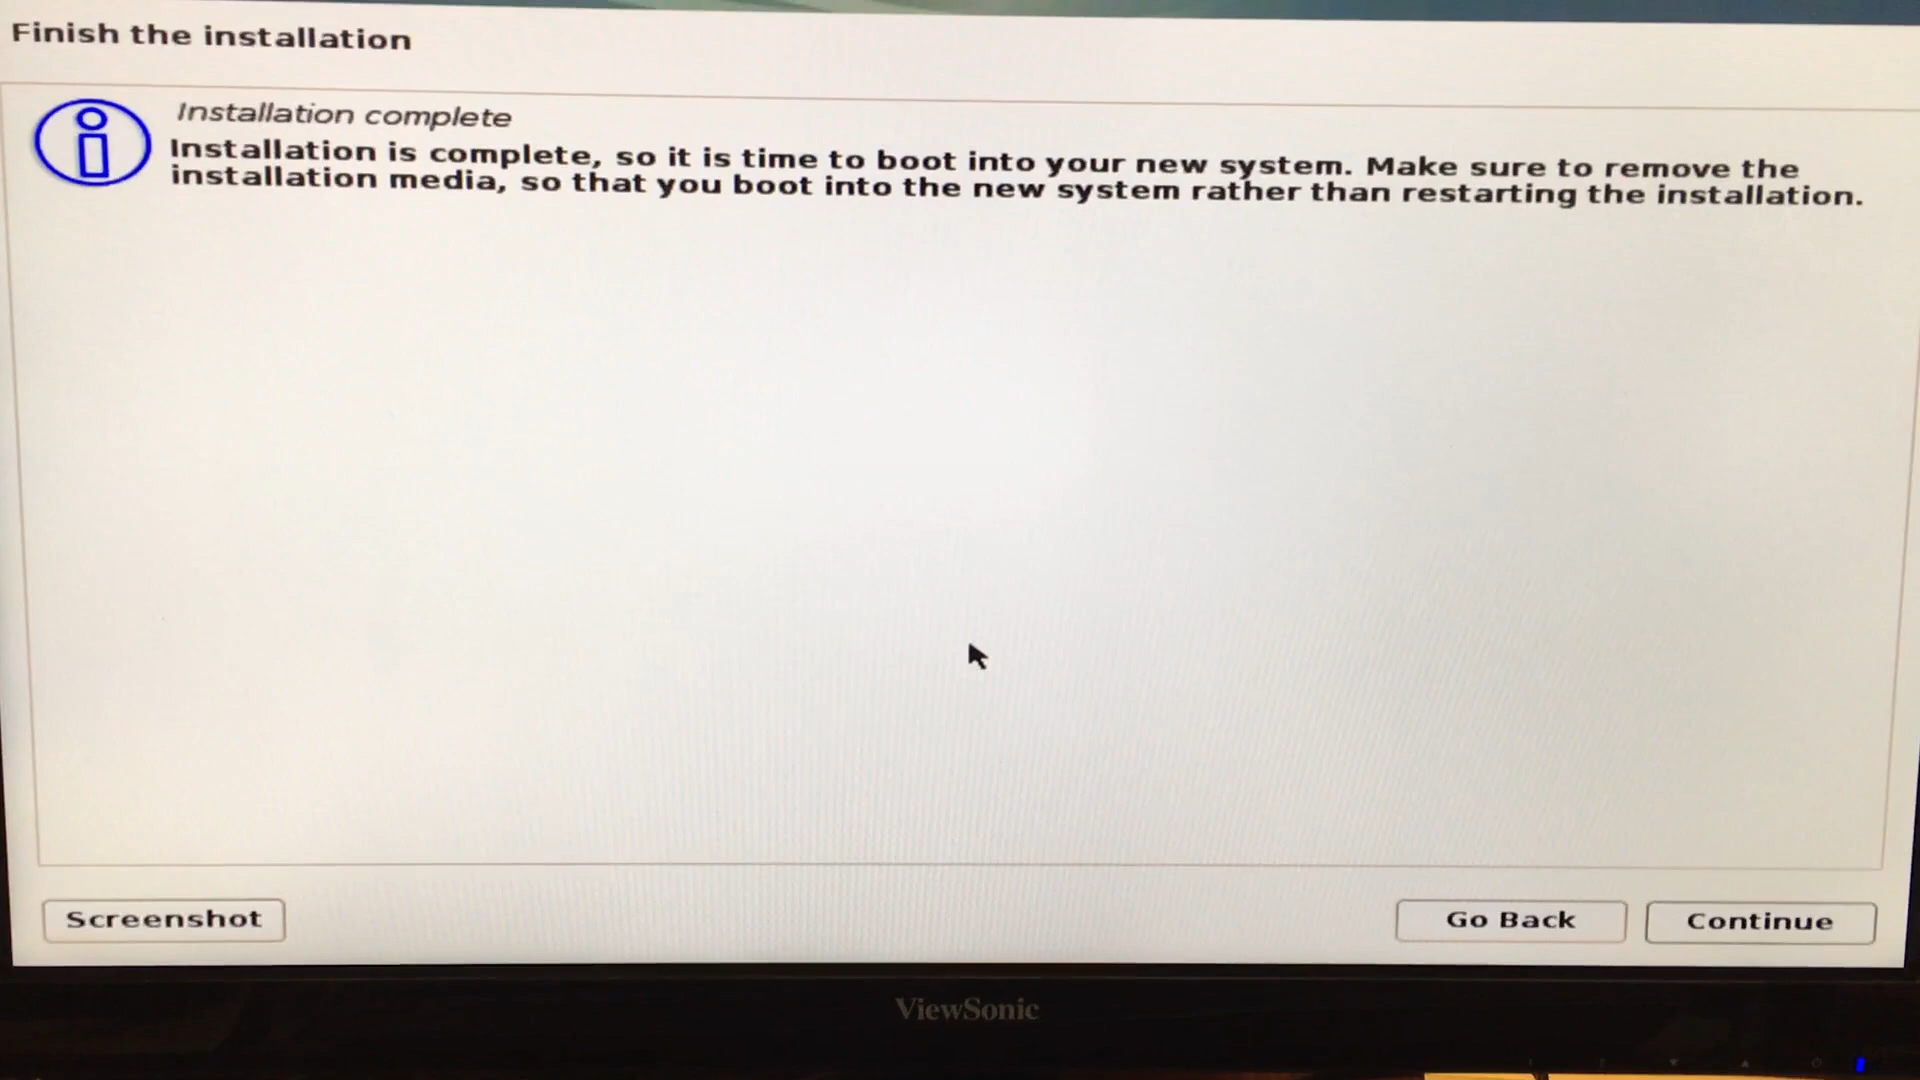 Finish the installation
Installation complete
Installation is complete, so it is time to boot into your new system. Make sure to remove the
installation media, so that you boot into the new system rather than restarting the installation.
Screenshot
Go Back
Continue
ViewSonic